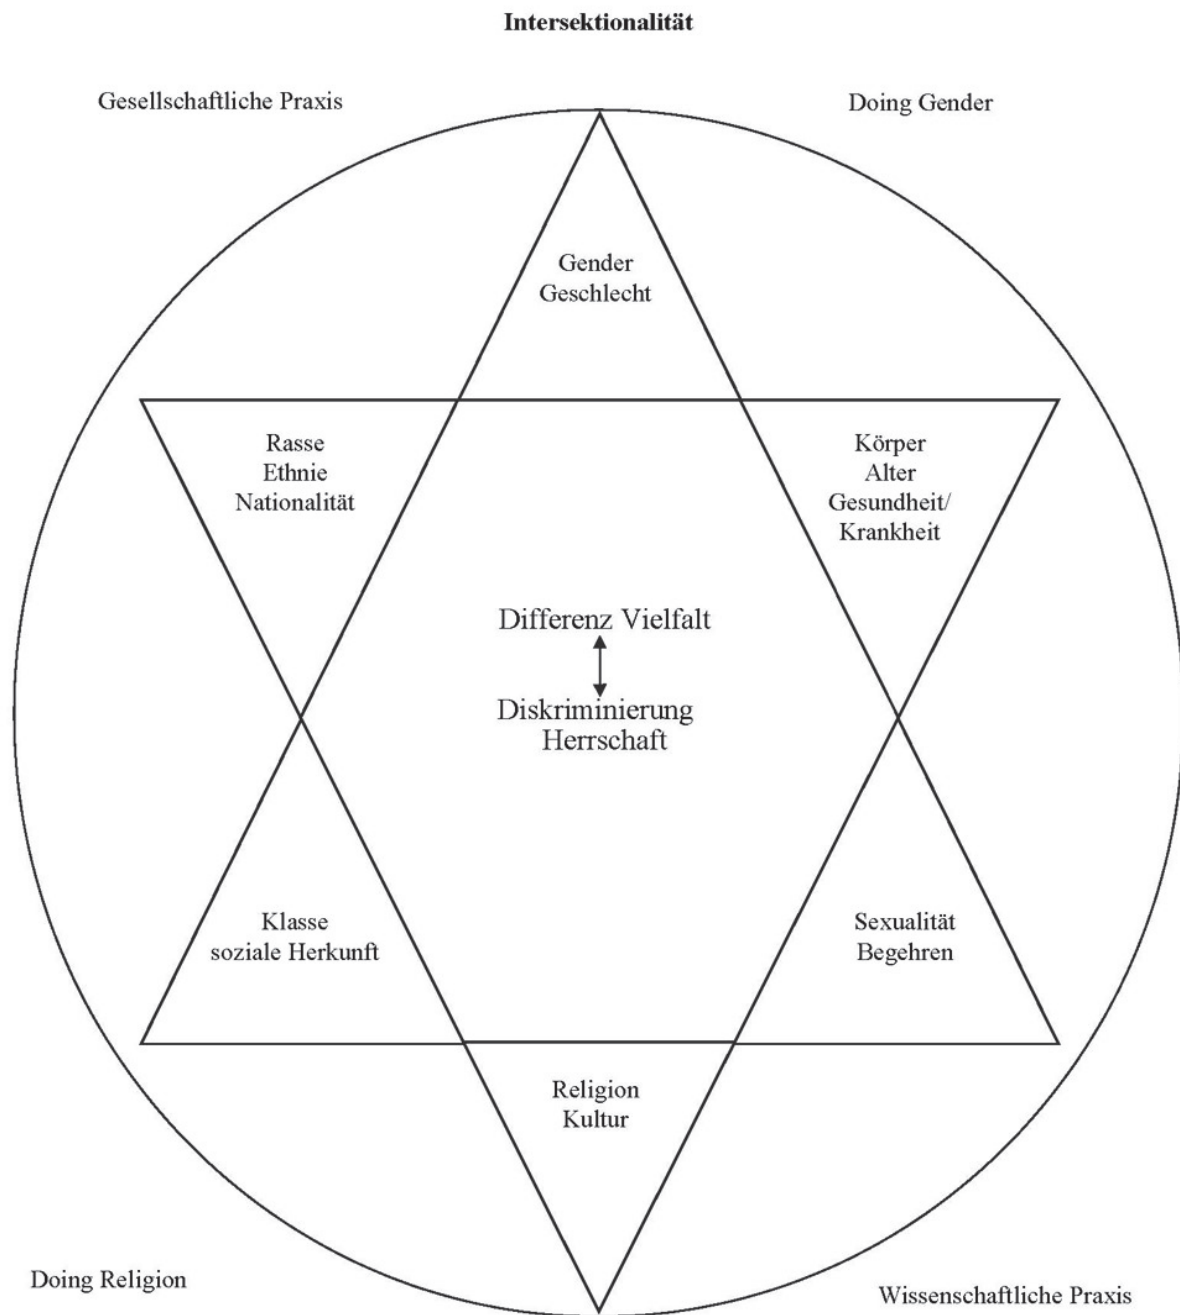 Intersektionalität
Gesellschaftliche Praxis
Doing Gender
Gender
Geschlecht
Rasse
Ethnie
Nationalität
Körper
Alter
Gesundheit/
Krankheit
Differenz Vielfalt
Diskriminierung
Herrschaft
Klasse
soziale Herkunft
Sexualität
Begehren
Religion
Kultur
Doing Religion
Wissenschaftliche Praxis